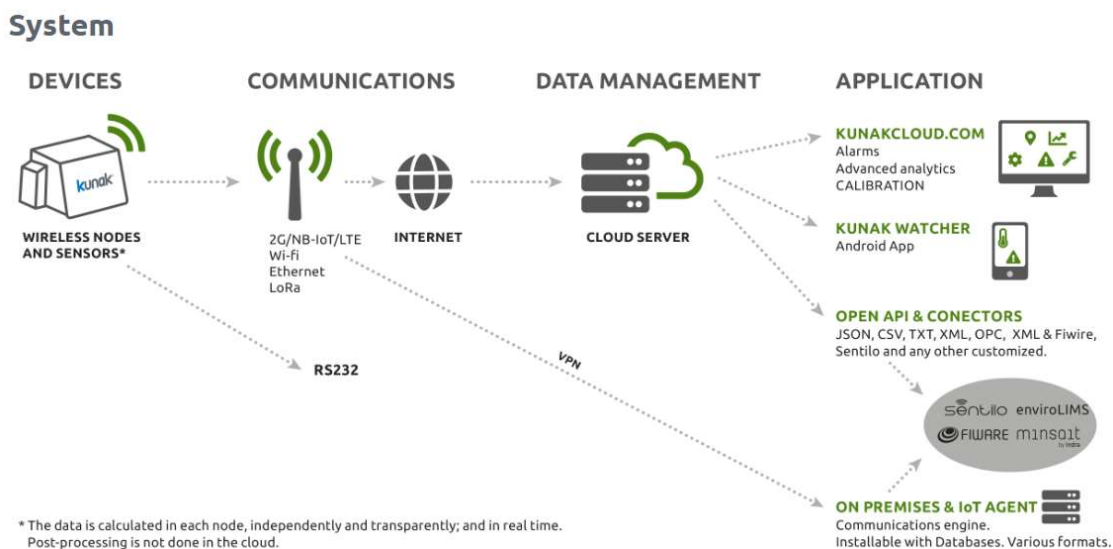 System
DEVICES
COMMUNICATIONS
DATA MANAGEMENT
APPLICATION
kunak
WIRELESS NODES
AND SENSORS*
2G/NB-IoT/LTE
Wi-fi
Ethernet
LoRa
INTERNET
CLOUD SERVER
RS232
VPN
KUNAKCLOUD.COM
Alarms
Advanced analytics
CALIBRATION
KUNAK WATCHER
Android App
OPEN API & CONECTORS
JSON, CSV, TXT, XML, OPC, XML & Fiwire,
Sentilo and any other customized.
sentilo enviroLIMS
FIWARE minsait
by Indra
ON PREMISES & IoT AGENT
Communications engine.
Installable with Databases. Various formats.
* The data is calculated in each node, independently and transparently; and in real time.
Post-processing is not done in the cloud.